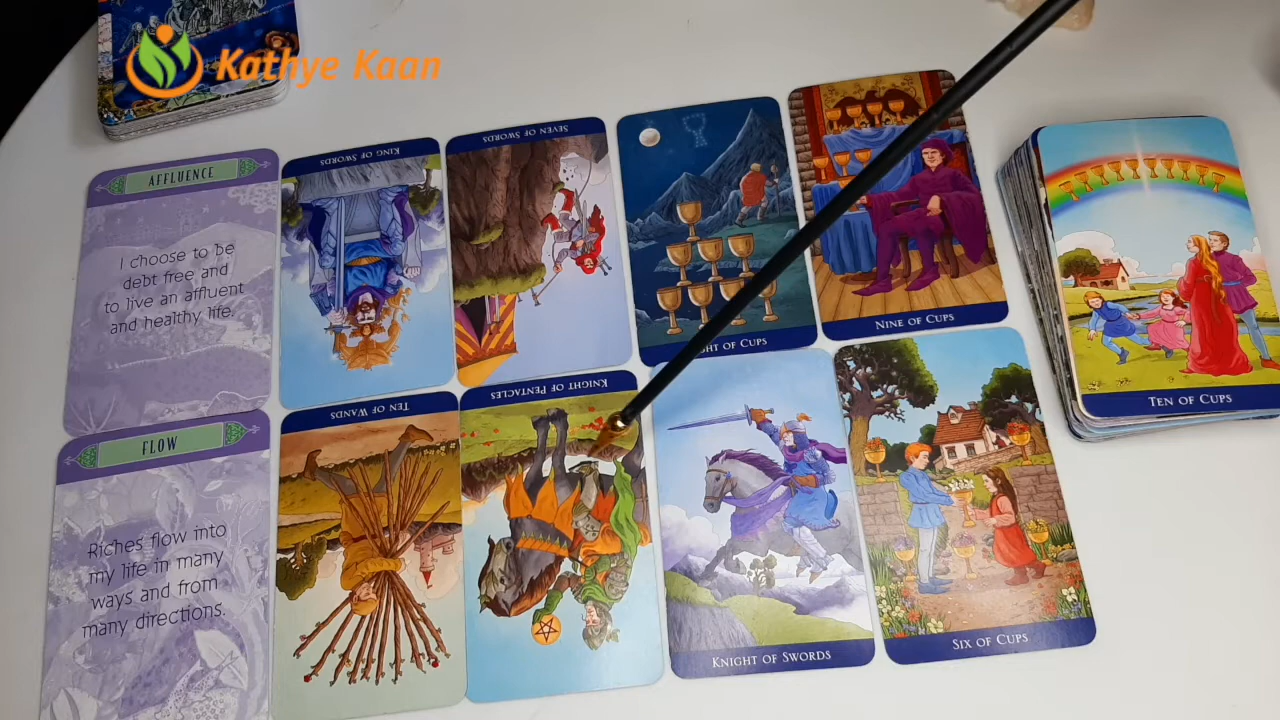 Kathye Kaan
AFFLUENCE
I choose to be
debt free and
to live an affluent
and healthy life.
KING OF SWORDS
SEVEN OF SWORDS
GHT OF CUPS
NINE OF CUPS
TEN OF CUPS
FLOW
Riches flow into
my life in many
ways and from
many directions.
TEN OF WANDS
KNIGHT OF PENTACLES
KNIGHT OF SWORDS
SIX OF CUPS